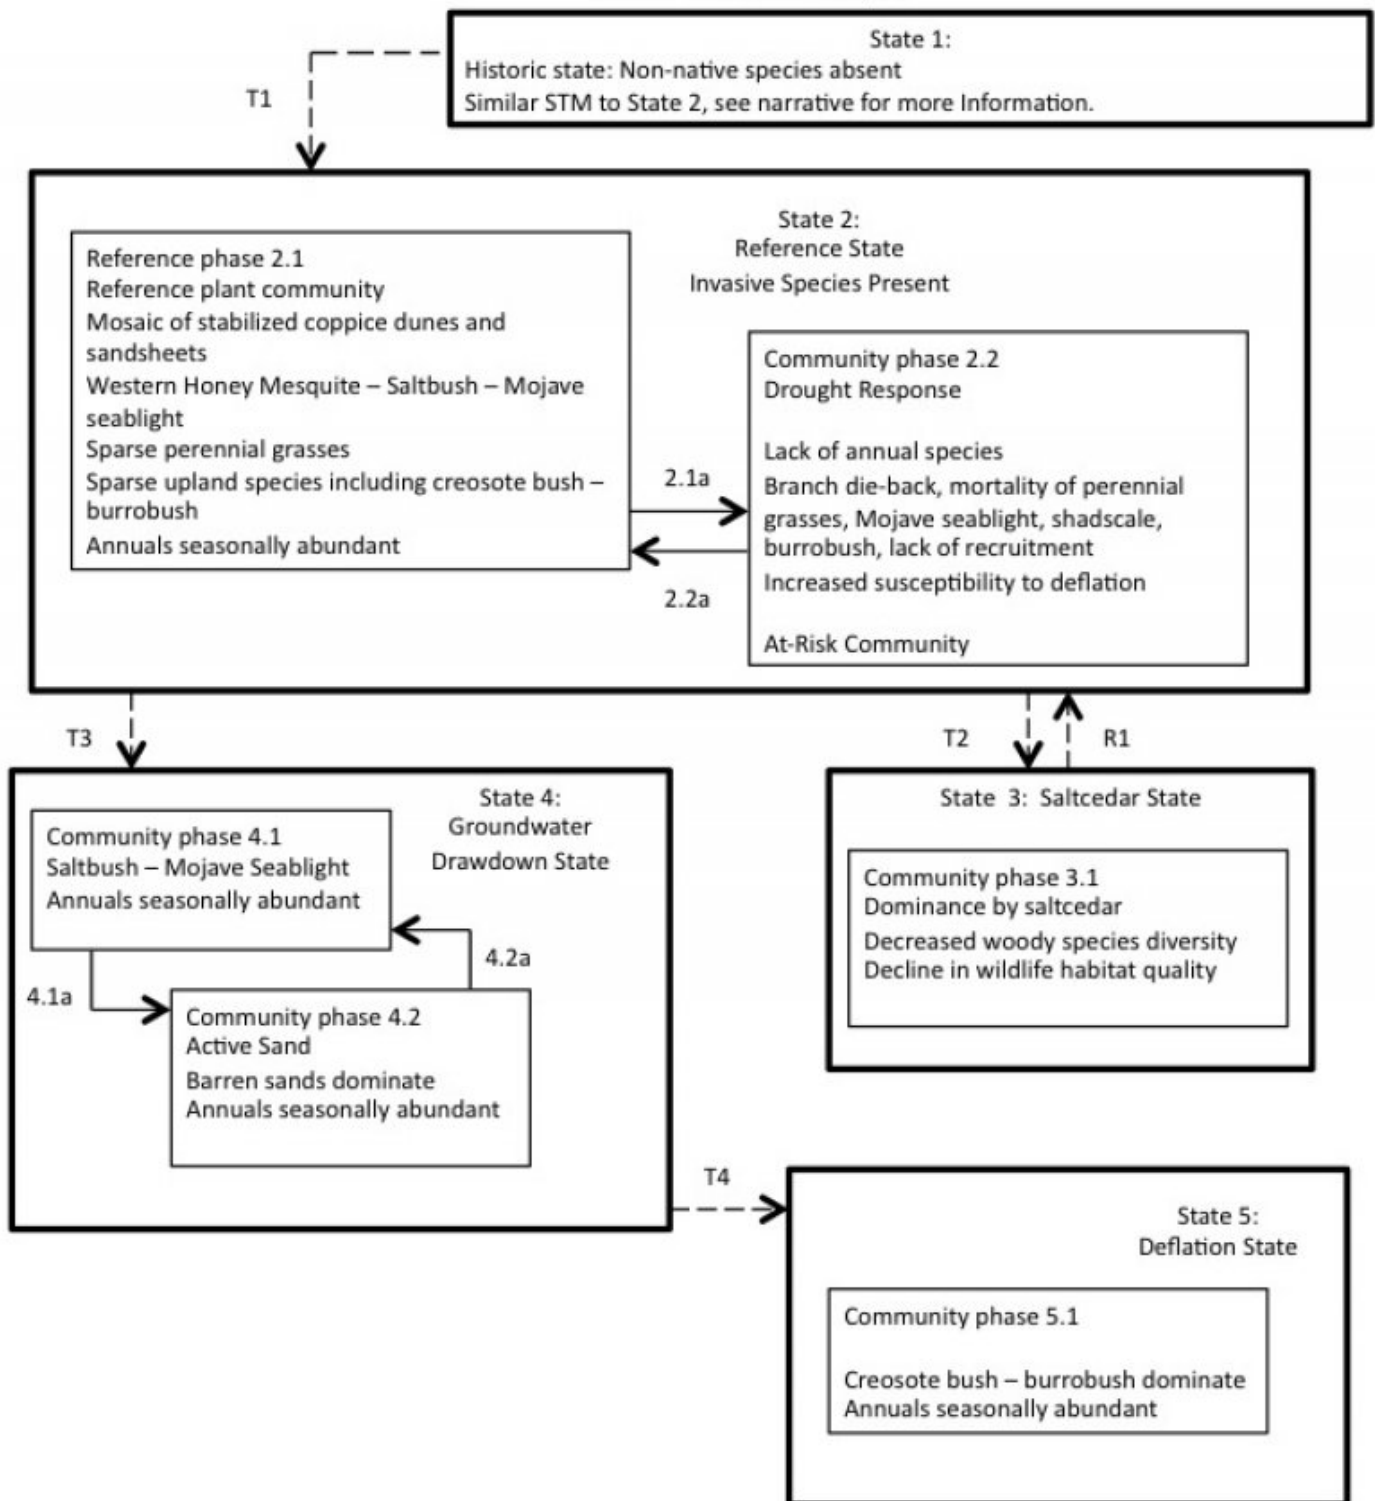 State 1:
Historic state: Non-native species absent
Similar STM to State 2, see narrative for more Information.
T1
State 2:
Reference State
Invasive Species Present
Reference phase 2.1
Reference plant community
Mosaic of stabilized coppice dunes and
sandsheets
Western Honey Mesquite – Saltbush – Mojave
seablight
Sparse perennial grasses
Sparse upland species including creosote bush –
burrobush
Annuals seasonally abundant
2.1a
2.2a
Community phase 2.2
Drought Response
Lack of annual species
Branch die-back, mortality of perennial
grasses, Mojave seablight, shadscale,
burrobush, lack of recruitment
Increased susceptibility to deflation
At-Risk Community
T3
T2
R1
State 4:
Groundwater
Drawdown State
Community phase 4.1
Saltbush – Mojave Seablight
Annuals seasonally abundant
4.1a
4.2a
Community phase 4.2
Active Sand
Barren sands dominate
Annuals seasonally abundant
State 3: Saltcedar State
Community phase 3.1
Dominance by saltcedar
Decreased woody species diversity
Decline in wildlife habitat quality
T4
State 5:
Deflation State
Community phase 5.1
Creosote bush – burrobush dominate
Annuals seasonally abundant